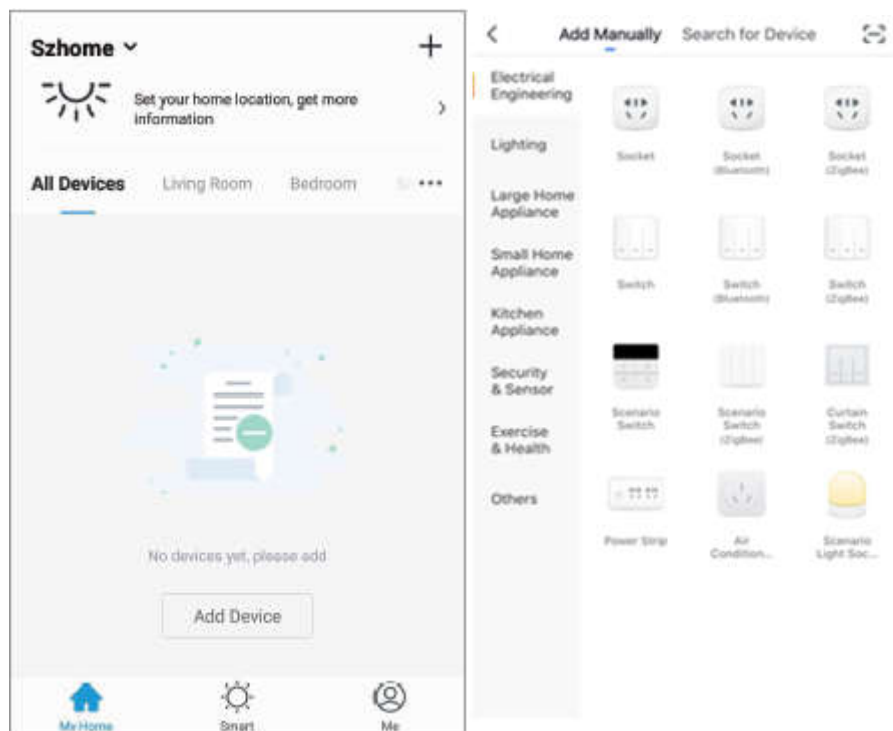 Szhome
Set your home location, get more
information
All Devices
Living Room
Bedroom
No devices yet, please add
Add Device
My Home
Smart
Me
Add Manually
Search for Device
Electrical
Engineering
Lighting
Large Home
Appliance
Small Home
Appliance
Kitchen
Appliance
Security
& Sensor
Exercise
& Health
Others
Socket
Socket
(Bluetooth)
Socket
(ZigBee)
Switch
Switch
(Bluetooth)
Switch
(ZigBee)
Scenario
Switch
Scenario
Switch
(ZigBee)
Curtain
Switch
(ZigBee)
Power Strip
Air
Condition...
Scenario
Light Soc...